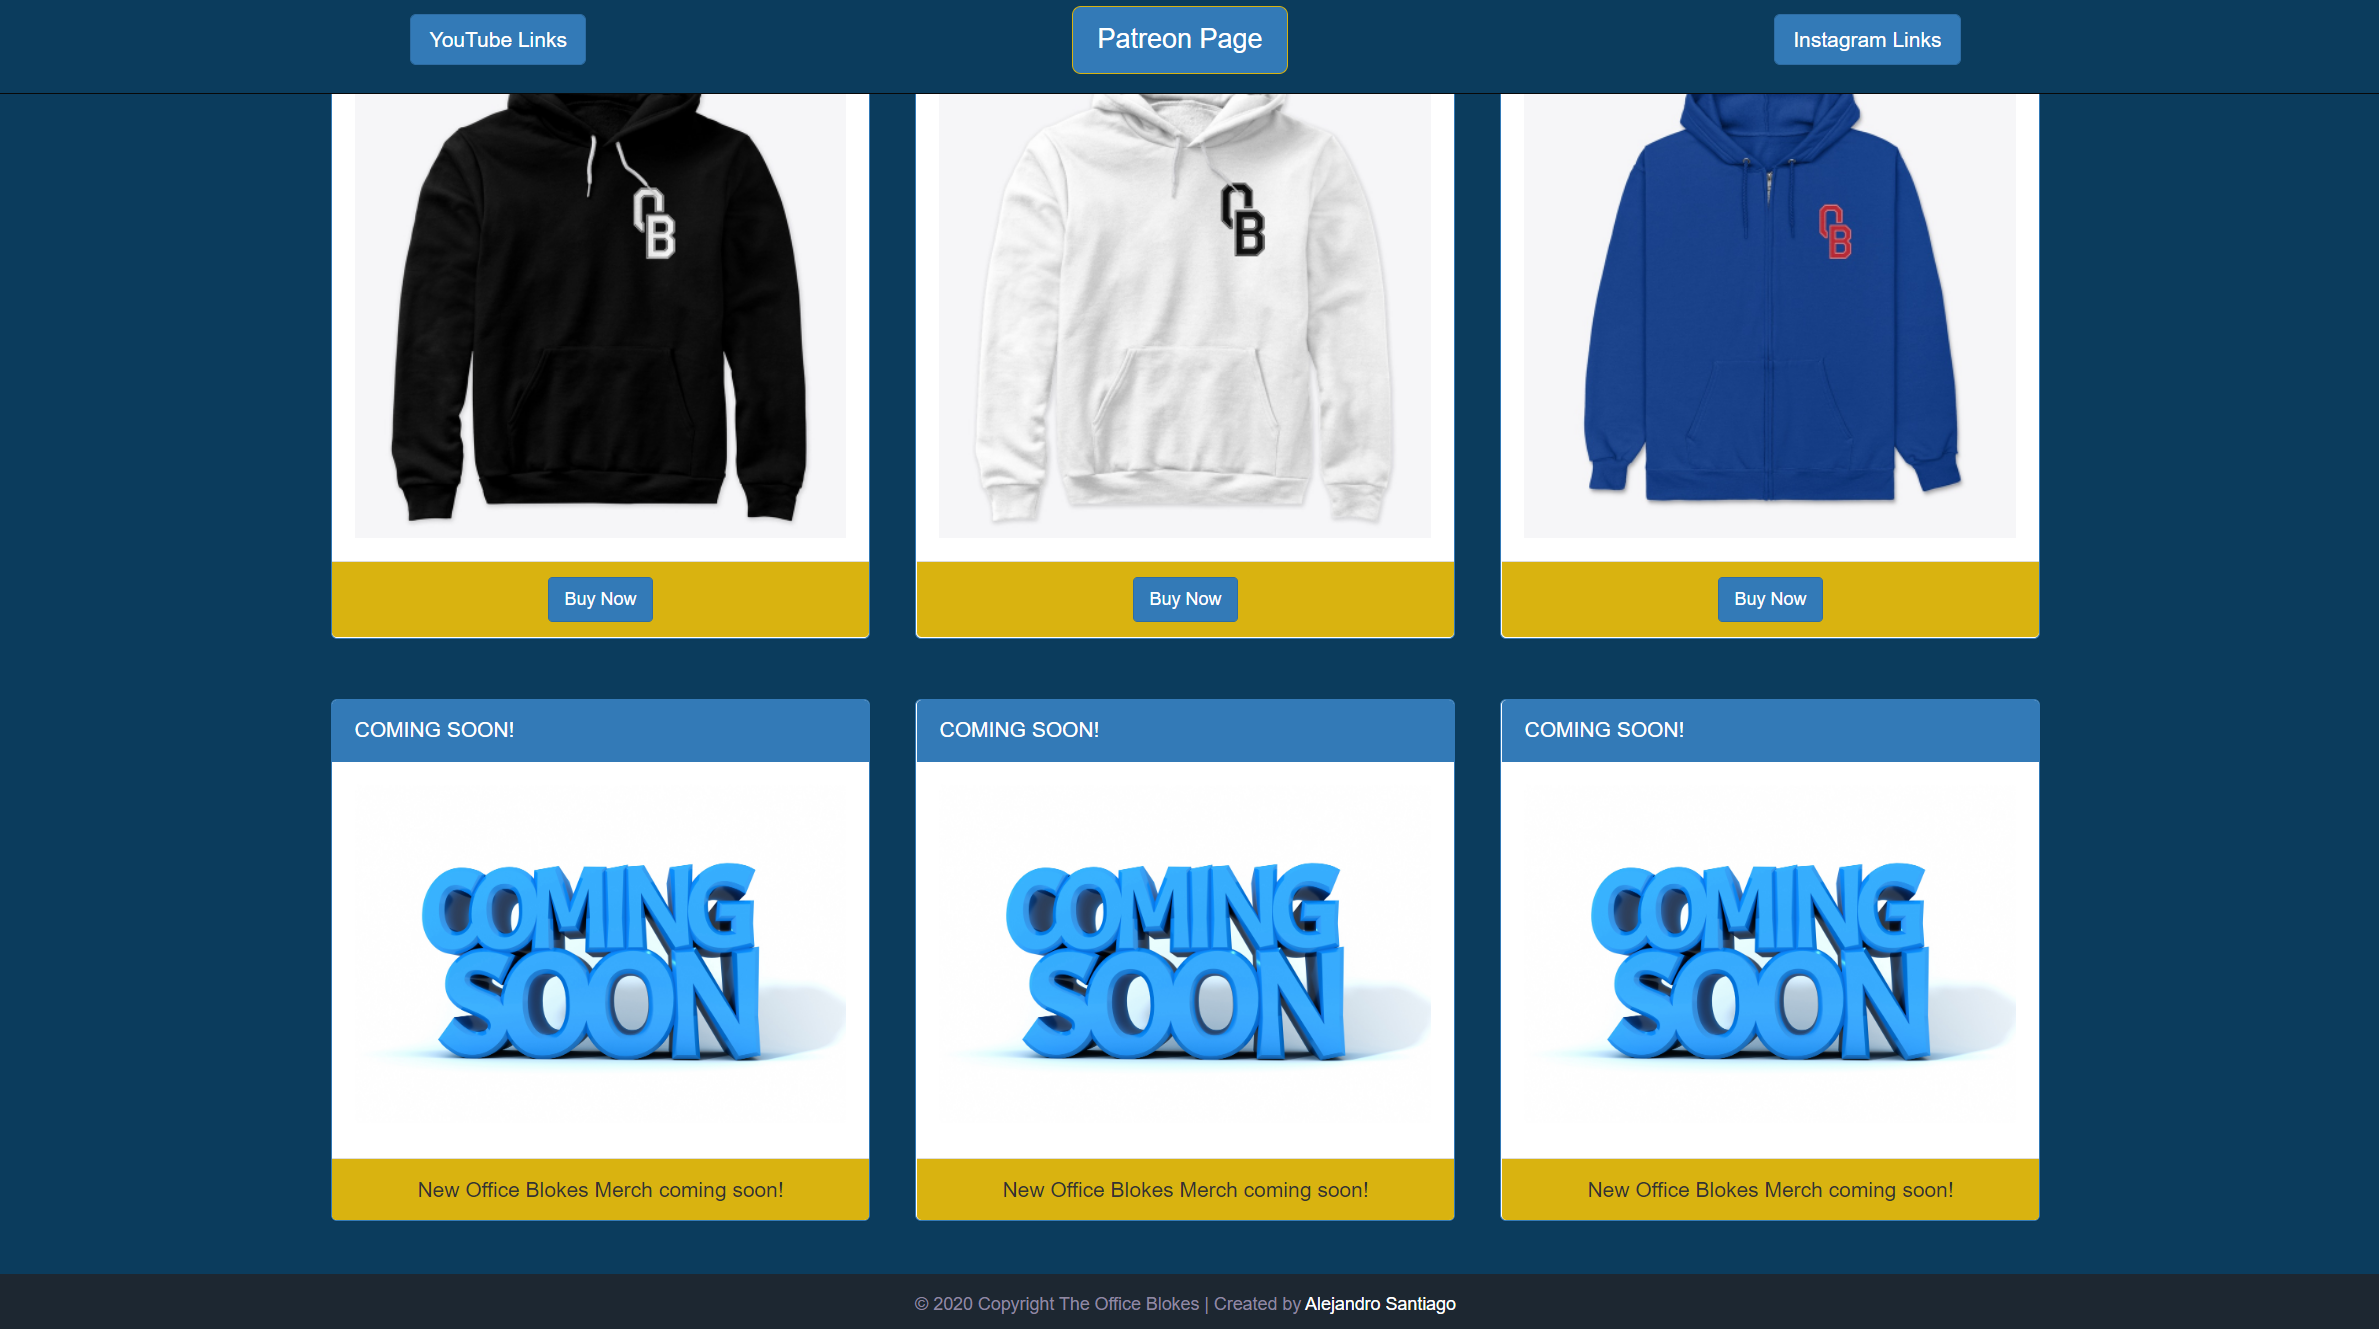 YouTube Links
Patreon Page
Instagram Links
OB
OB
OB
Buy Now
Buy Now
Buy Now
COMING SOON!
COMING SOON!
COMING SOON!
COMING
SOON
COMING
SOON
COMING
SOON
New Office Blokes Merch coming soon!
New Office Blokes Merch coming soon!
New Office Blokes Merch coming soon!
© 2020 Copyright The Office Blokes | Created by Alejandro Santiago